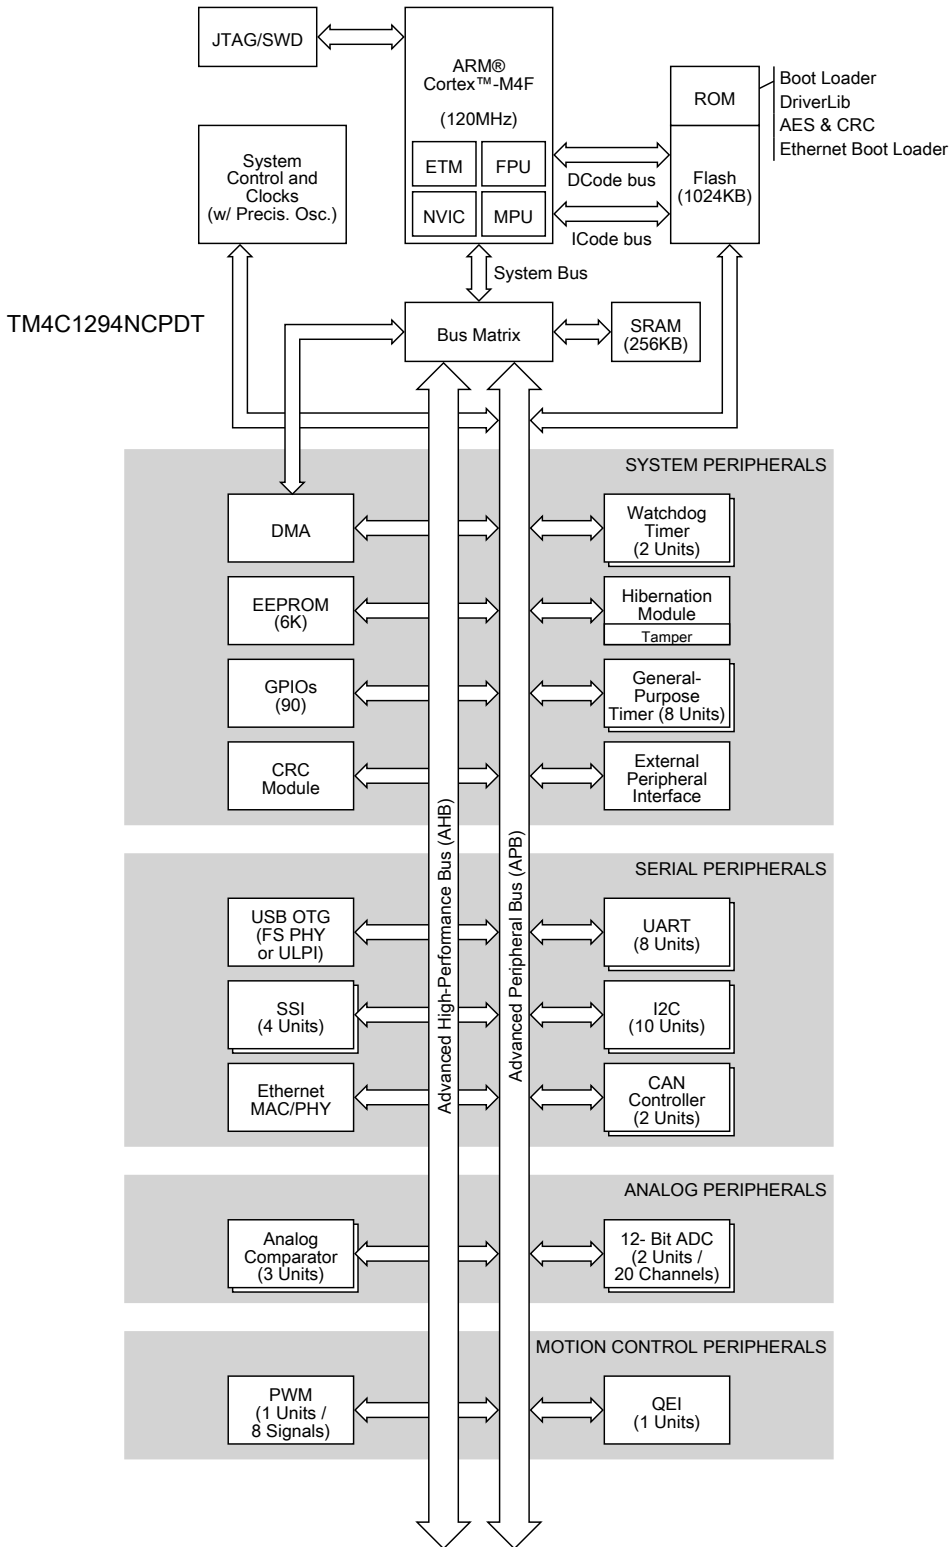 JTAG/SWD
ARM®
Cortex™-M4F
(120MHz)
ETM
FPU
NVIC
MPU
ROM
Flash
(1024KB)
Boot Loader
DriverLib
AES & CRC
Ethernet Boot Loader
DCode bus
ICode bus
System
Control and
Clocks
(w/ Precis. Osc.)
System Bus
TM4C1294NCPDT
Bus Matrix
SRAM
(256KB)
SYSTEM PERIPHERALS
DMA
Watchdog
Timer
(2 Units)
EEPROM
(6K)
Hibernation
Module
Tamper
GPIOs
(90)
General-
Purpose
Timer (8 Units)
CRC
Module
External
Peripheral
Interface
Advanced High-Performance Bus (AHB)
Advanced Peripheral Bus (APB)
SERIAL PERIPHERALS
USB OTG
(FS PHY
or ULPI)
UART
(8 Units)
SSI
(4 Units)
I2C
(10 Units)
Ethernet
MAC/PHY
CAN
Controller
(2 Units)
ANALOG PERIPHERALS
Analog
Comparator
(3 Units)
12- Bit ADC
(2 Units /
20 Channels)
MOTION CONTROL PERIPHERALS
PWM
(1 Units /
8 Signals)
QEI
(1 Units)